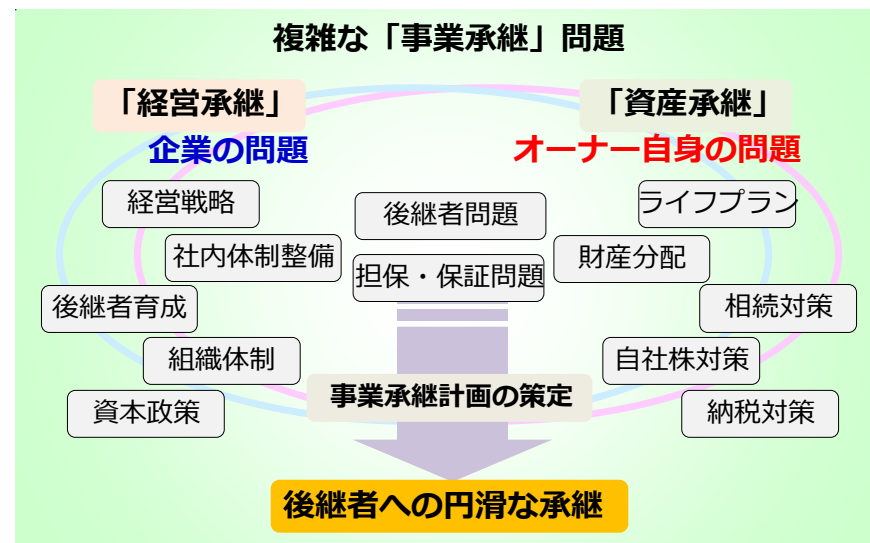 複雑な「事業承継」問題
「経営承継」
企業の問題
経営戦略
社内体制整備
後継者育成
組織体制
資本政策
後継者問題
担保・保証問題
「資産承継」
オーナー自身の問題
ライフプラン
財産分配
相続対策
自社株対策
納税対策
事業承継計画の策定
後継者への円滑な承継